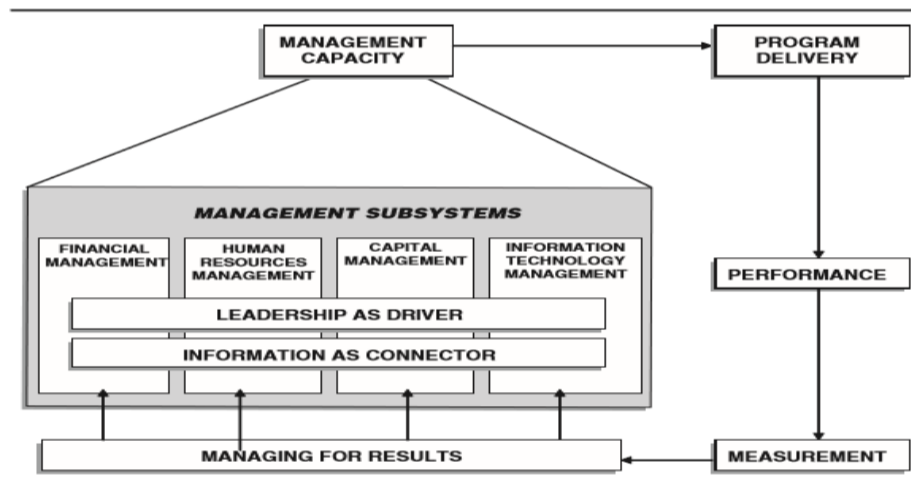 MANAGEMENT
CAPACITY
PROGRAM
DELIVERY
MANAGEMENT SUBSYSTEMS
FINANCIAL
MANAGEMENT
HUMAN
RESOURCES
MANAGEMENT
CAPITAL
MANAGEMENT
INFORMATION
TECHNOLOGY
MANAGEMENT
PERFORMANCE
LEADERSHIP AS DRIVER
INFORMATION AS CONNECTOR
MANAGING FOR RESULTS
MEASUREMENT